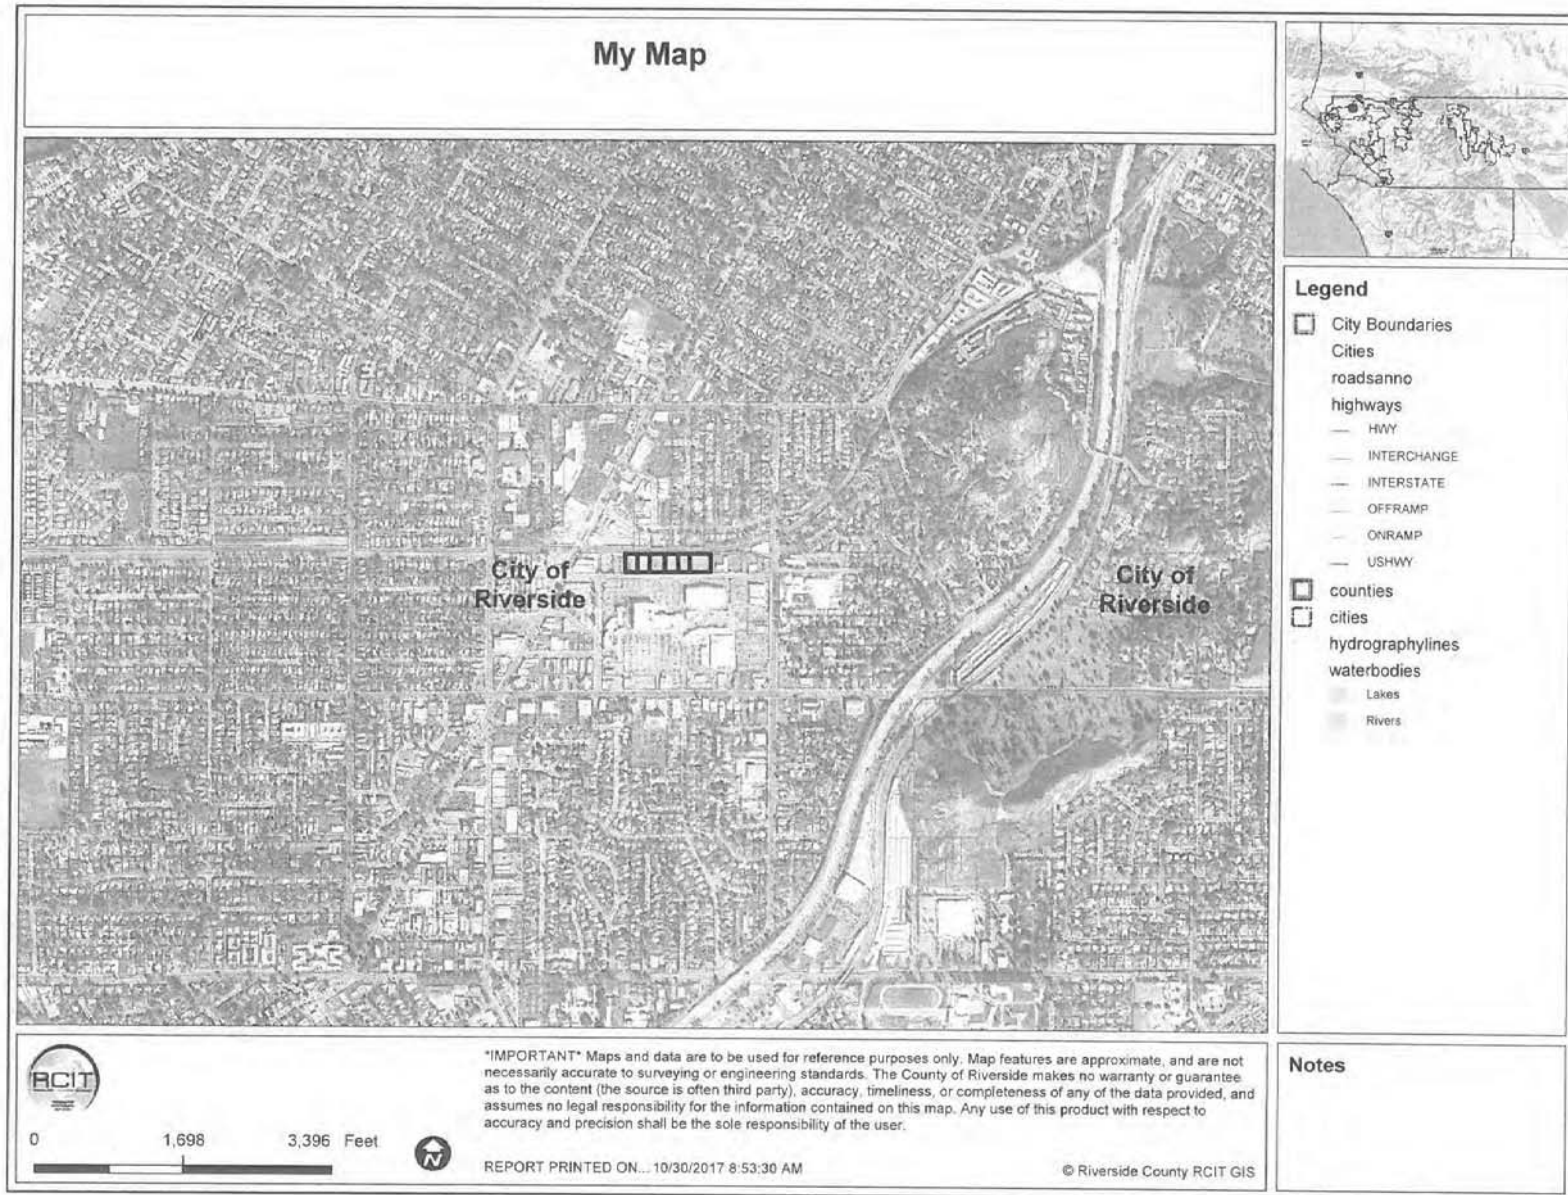 My Map
City of
Riverside
City of
Riverside
Legend
City Boundaries
Cities
roadsanno
highways
HWY
INTERCHANGE
INTERSTATE
OFFRAMP
ONRAMP
USHWY
counties
cities
hydrographylines
waterbodies
Lakes
Rivers
RCIT
0 1,698 3,396 Feet
N
*IMPORTANT* Maps and data are to be used for reference purposes only. Map features are approximate, and are not
necessarily accurate to surveying or engineering standards. The County of Riverside makes no warranty or guarantee
as to the content (the source is often third party), accuracy, timeliness, or completeness of any of the data provided, and
assumes no legal responsibility for the information contained on this map. Any use of this product with respect to
accuracy and precision shall be the sole responsibility of the user.
REPORT PRINTED ON... 10/30/2017 8:53:30 AM
© Riverside County RCIT GIS
Notes